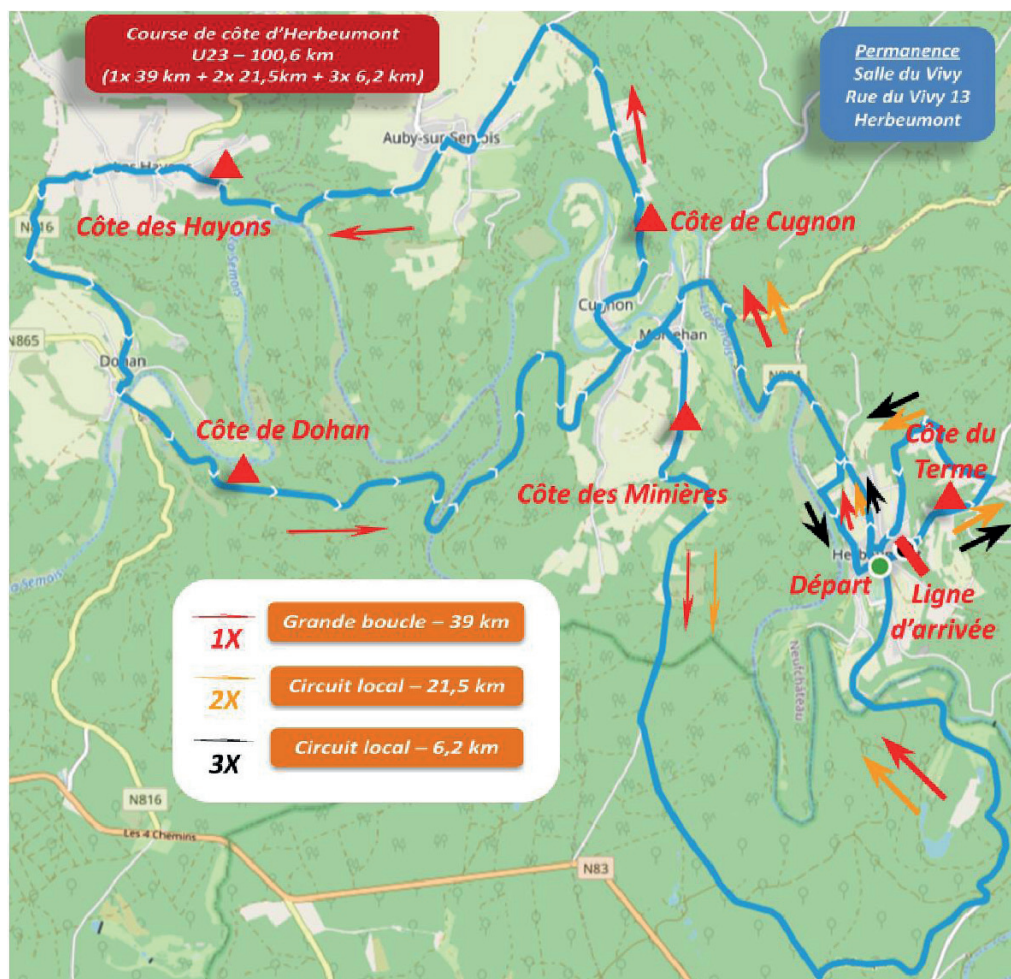 Course de côte d'Herbeumont
U23 – 100,6 km
(1x 39 km + 2x 21,5km + 3x 6,2 km)
Permanence
Salle du Vivy
Rue du Vivy 13
Herbeumont
Auby-sur-Semois
Côte des Hayons
N816
Côte de Cugnon
Cugnon
N865
Dohan
Côte de Dohan
Côte des Minières
Côte du
Terme
Départ
Ligne
d'arrivée
Neufchâteau
1X
Grande boucle – 39 km
2X
Circuit local – 21,5 km
3X
Circuit local – 6,2 km
N816
Les 4 Chemins
N83